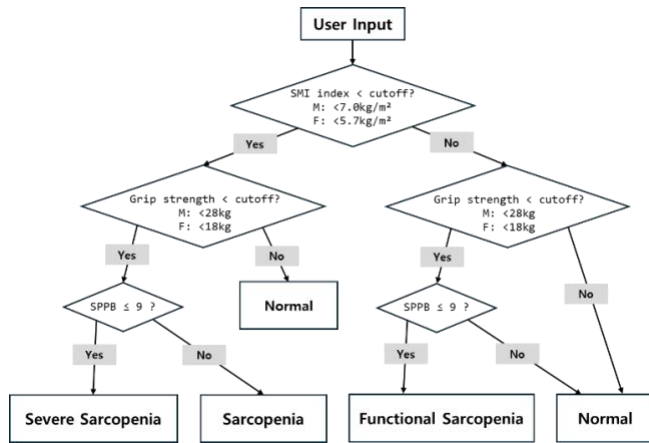 User Input
SMI index < cutoff?
M: <7.0kg/m²
F: <5.7kg/m²
Yes
No
Grip strength < cutoff?
M: <28kg
F: <18kg
Grip strength < cutoff?
M: <28kg
F: <18kg
Yes
No
Yes
No
Normal
SPPB ≤ 9 ?
SPPB ≤ 9 ?
Yes
No
Yes
No
Severe Sarcopenia
Sarcopenia
Functional Sarcopenia
Normal